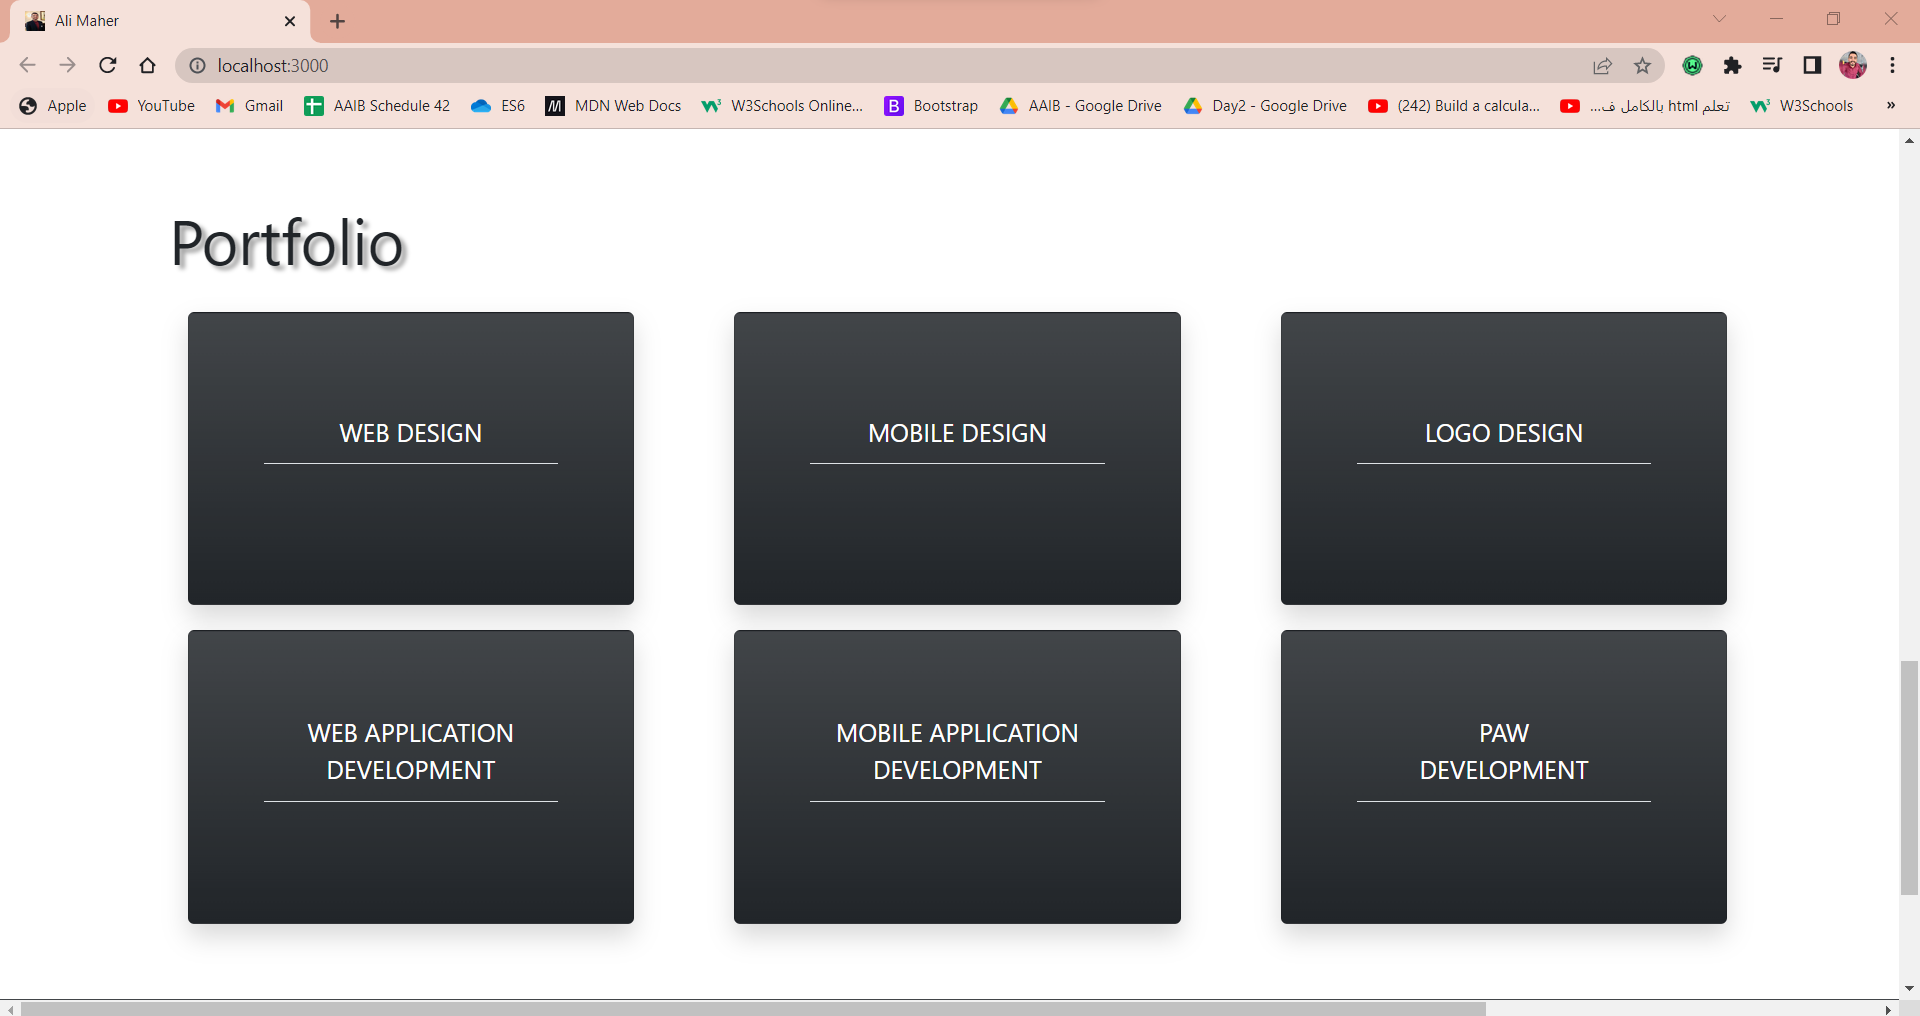 Ali Maher
localhost:3000
Apple
YouTube
Gmail
AAIB Schedule 42
ES6
MDN Web Docs
W3Schools Online...
Bootstrap
AAIB - Google Drive
Day2 - Google Drive
(242) Build a calcula...
تعلم html بالكامل ف...
W3Schools
»
Portfolio
WEB DESIGN
MOBILE DESIGN
LOGO DESIGN
WEB APPLICATION
DEVELOPMENT
MOBILE APPLICATION
DEVELOPMENT
PAW
DEVELOPMENT